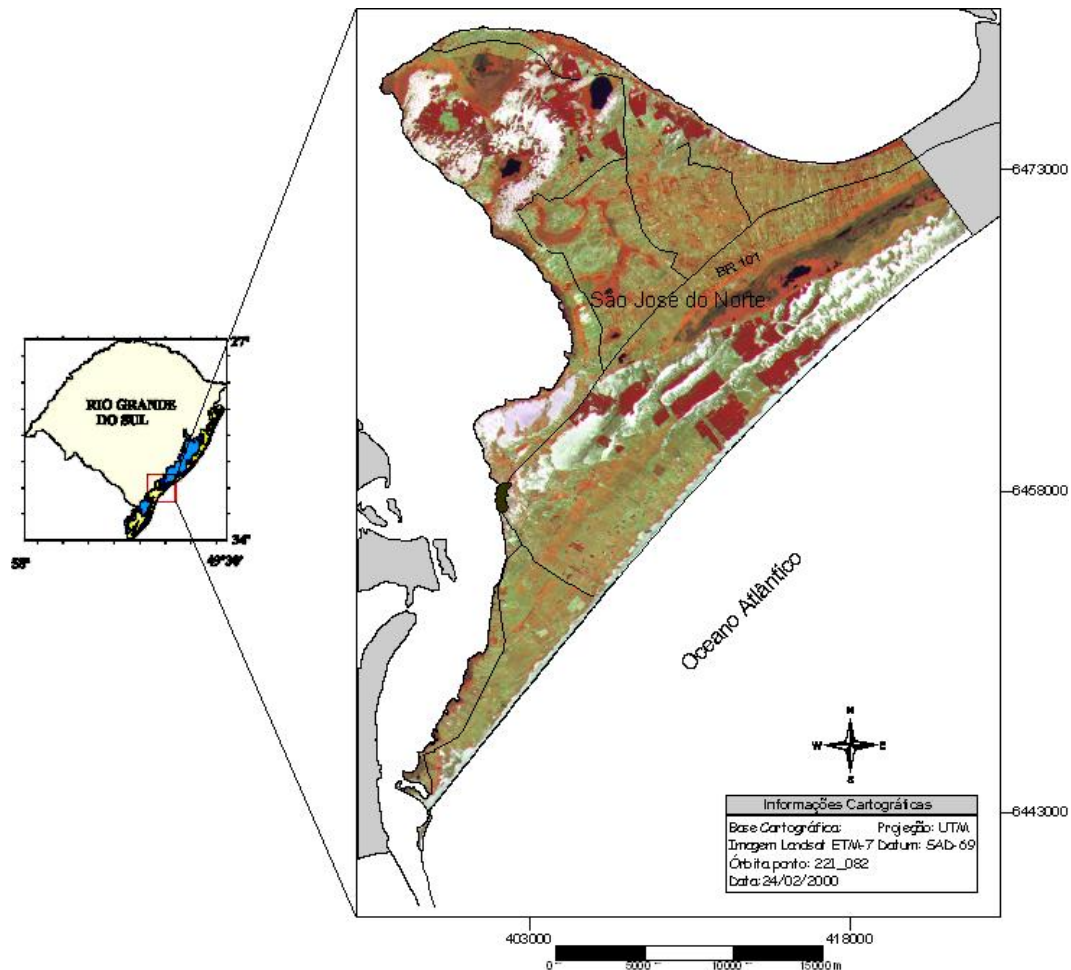 27°
RIO GRANDE
DO SUL
34°
49°30'
6473000
BR 101
São José do Norte
6458000
Oceano Atlântico
N
W E
S
Informações Cartográficas
Base Cartográfica: Projeção: UTM
Imagem Landsat ETM-7 Datum: SAD-69
Órbita ponto: 221_082
Data: 24/02/2000
6443000
403000 418000
0 5000 10000 15000 m